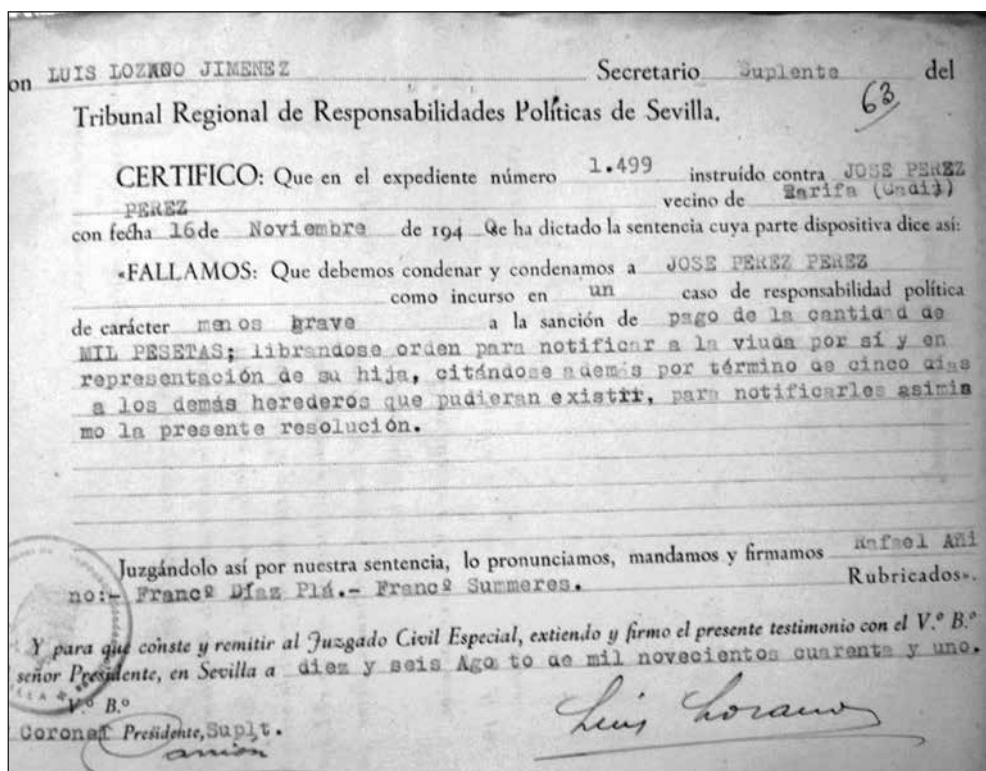 on LUIS LOZANO JIMENEZ Secretario Suplente del
63
Tribunal Regional de Responsabilidades Políticas de Sevilla.
CERTIFICO: Que en el expediente número 1.499 instruído contra JOSE PEREZ
PEREZ vecino de Tarifa (Cadiz)
con fecha 16 de Noviembre de 194 0 se ha dictado la sentencia cuya parte dispositiva dice así:
«FALLAMOS: Que debemos condenar y condenamos a JOSE PEREZ PEREZ
como incurso en un caso de responsabilidad política
de carácter menos grave a la sanción de pago de la cantidad de
MIL PESETAS; librandose orden para notificar a la viuda por sí y en
representación de su hija, citándose además por término de cinco dias
a los demás herederos que pudieran existir, para notificarles asimis
mo la presente resolución.
Juzgándolo así por nuestra sentencia, lo pronunciamos, mandamos y firmamos Rafael Añi
no:- Francº Díaz Plá.- Francº Summeres. Rubricados».
Y para que conste y remitir al Juzgado Civil Especial, extiendo y firmo el presente testimonio con el V.º B.º
señor Presidente, en Sevilla a diez y seis Ago to de mil novecientos cuarenta y uno.
V.º B.º
Coronel Presidente, Suplt.
Luis Lozano